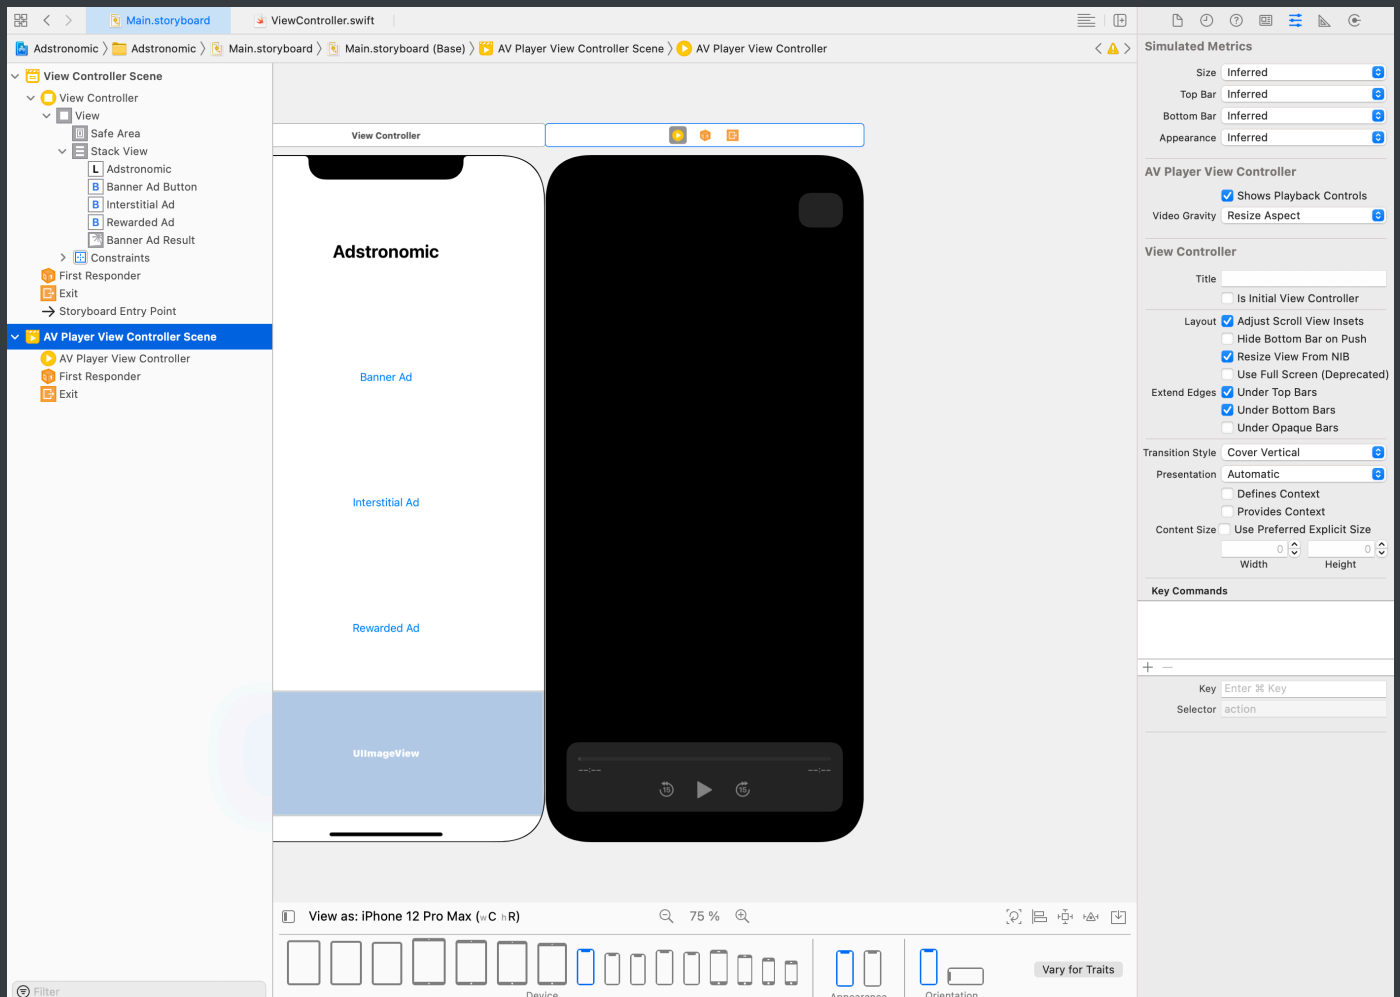 Main.storyboard
ViewController.swift
Adstronomic
Adstronomic
Main.storyboard
Main.storyboard (Base)
AV Player View Controller Scene
AV Player View Controller
View Controller Scene
View Controller
View
Safe Area
Stack View
L Adstronomic
B Banner Ad Button
B Interstitial Ad
B Rewarded Ad
Banner Ad Result
Constraints
First Responder
Exit
Storyboard Entry Point
AV Player View Controller Scene
AV Player View Controller
First Responder
Exit
Filter
View Controller
Adstronomic
Banner Ad
Interstitial Ad
Rewarded Ad
UIImageView
--:--
--:--
15
15
View as: iPhone 12 Pro Max (wC hR)
75 %
Device
Appearance
Orientation
Vary for Traits
Simulated Metrics
Size Inferred
Top Bar Inferred
Bottom Bar Inferred
Appearance Inferred
AV Player View Controller
Shows Playback Controls
Video Gravity Resize Aspect
View Controller
Title
Is Initial View Controller
Layout Adjust Scroll View Insets
Hide Bottom Bar on Push
Resize View From NIB
Use Full Screen (Deprecated)
Extend Edges Under Top Bars
Under Bottom Bars
Under Opaque Bars
Transition Style Cover Vertical
Presentation Automatic
Defines Context
Provides Context
Content Size Use Preferred Explicit Size
0 0
Width Height
Key Commands
Key Enter ⌘ Key
Selector action